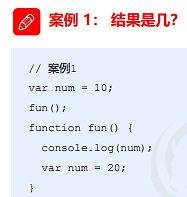 案例 1： 结果是几？
// 案例1
var num = 10;
fun();
function fun() {
  console.log(num);
  var num = 20;
}